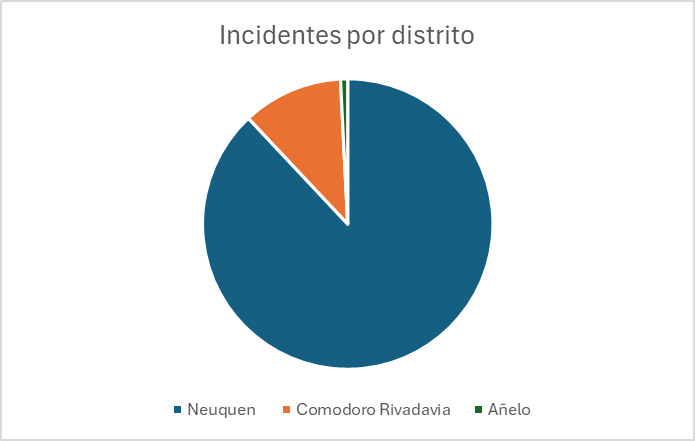 Incidentes por distrito
Neuquen Comodoro Rivadavia Añelo